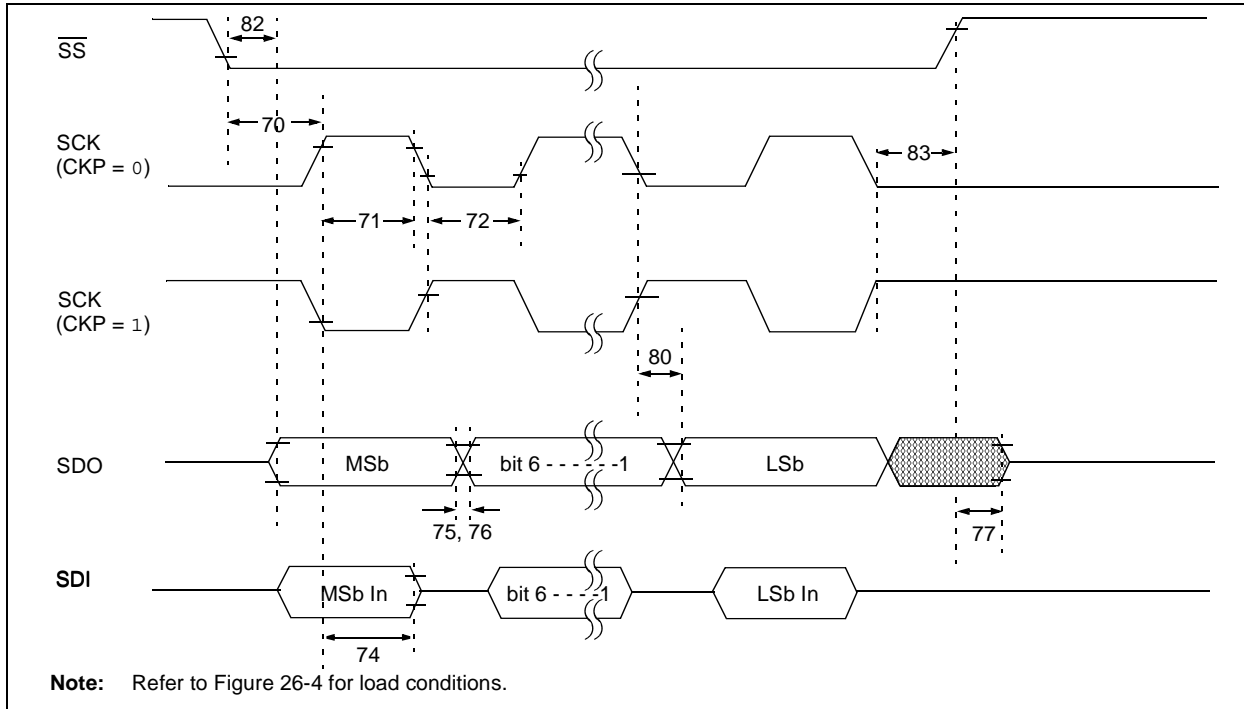 82
SS
70
SCK
(CKP = 0)
83
71
72
SCK
(CKP = 1)
80
SDO
MSb
bit 6 - - - - - -1
LSb
75, 76
77
SDI
MSb In
bit 6 - - - -1
LSb In
74
Note: Refer to Figure 26-4 for load conditions.